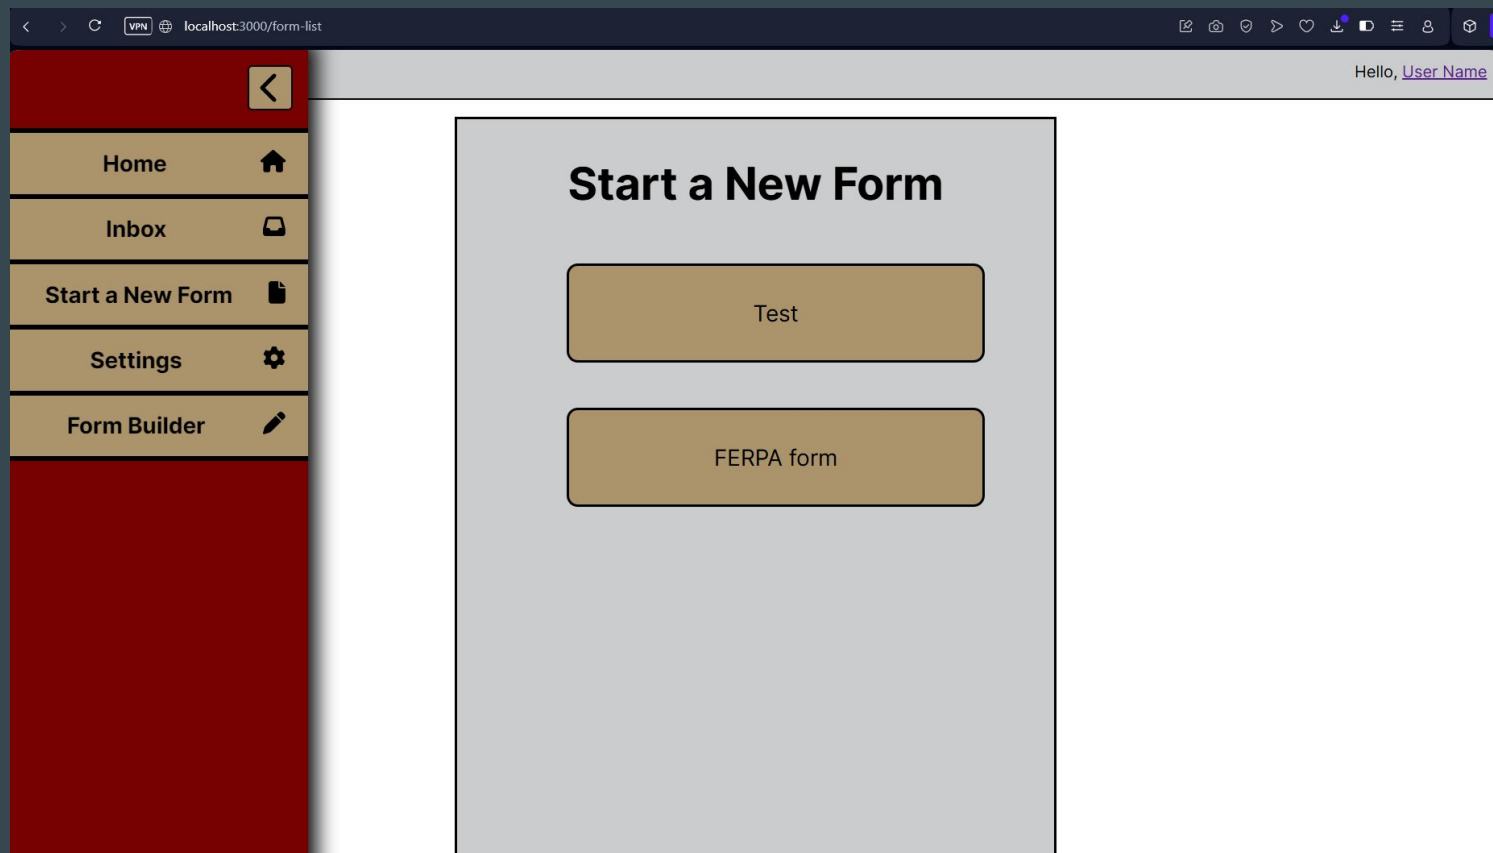 VPN localhost:3000/form-list
Hello, User Name
Home
Inbox
Start a New Form
Settings
Form Builder
Start a New Form
Test
FERPA form